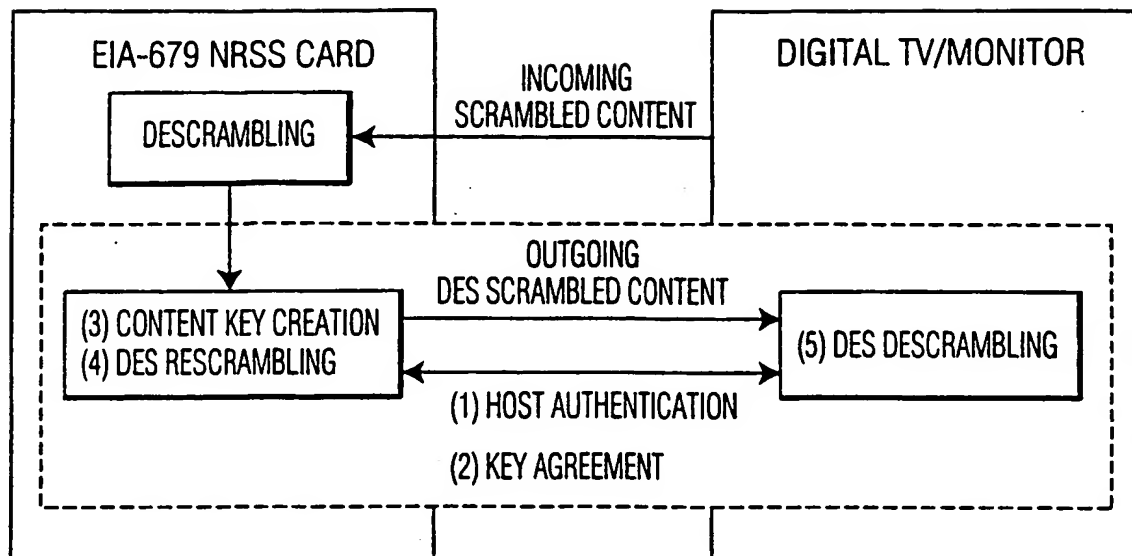 EIA-679 NRSS CARD
DIGITAL TV/MONITOR
INCOMING
SCRAMBLED CONTENT
DESCRAMBLING
OUTGOING
DES SCRAMBLED CONTENT
(3) CONTENT KEY CREATION
(4) DES RESCRAMBLING
(5) DES DESCRAMBLING
(1) HOST AUTHENTICATION
(2) KEY AGREEMENT